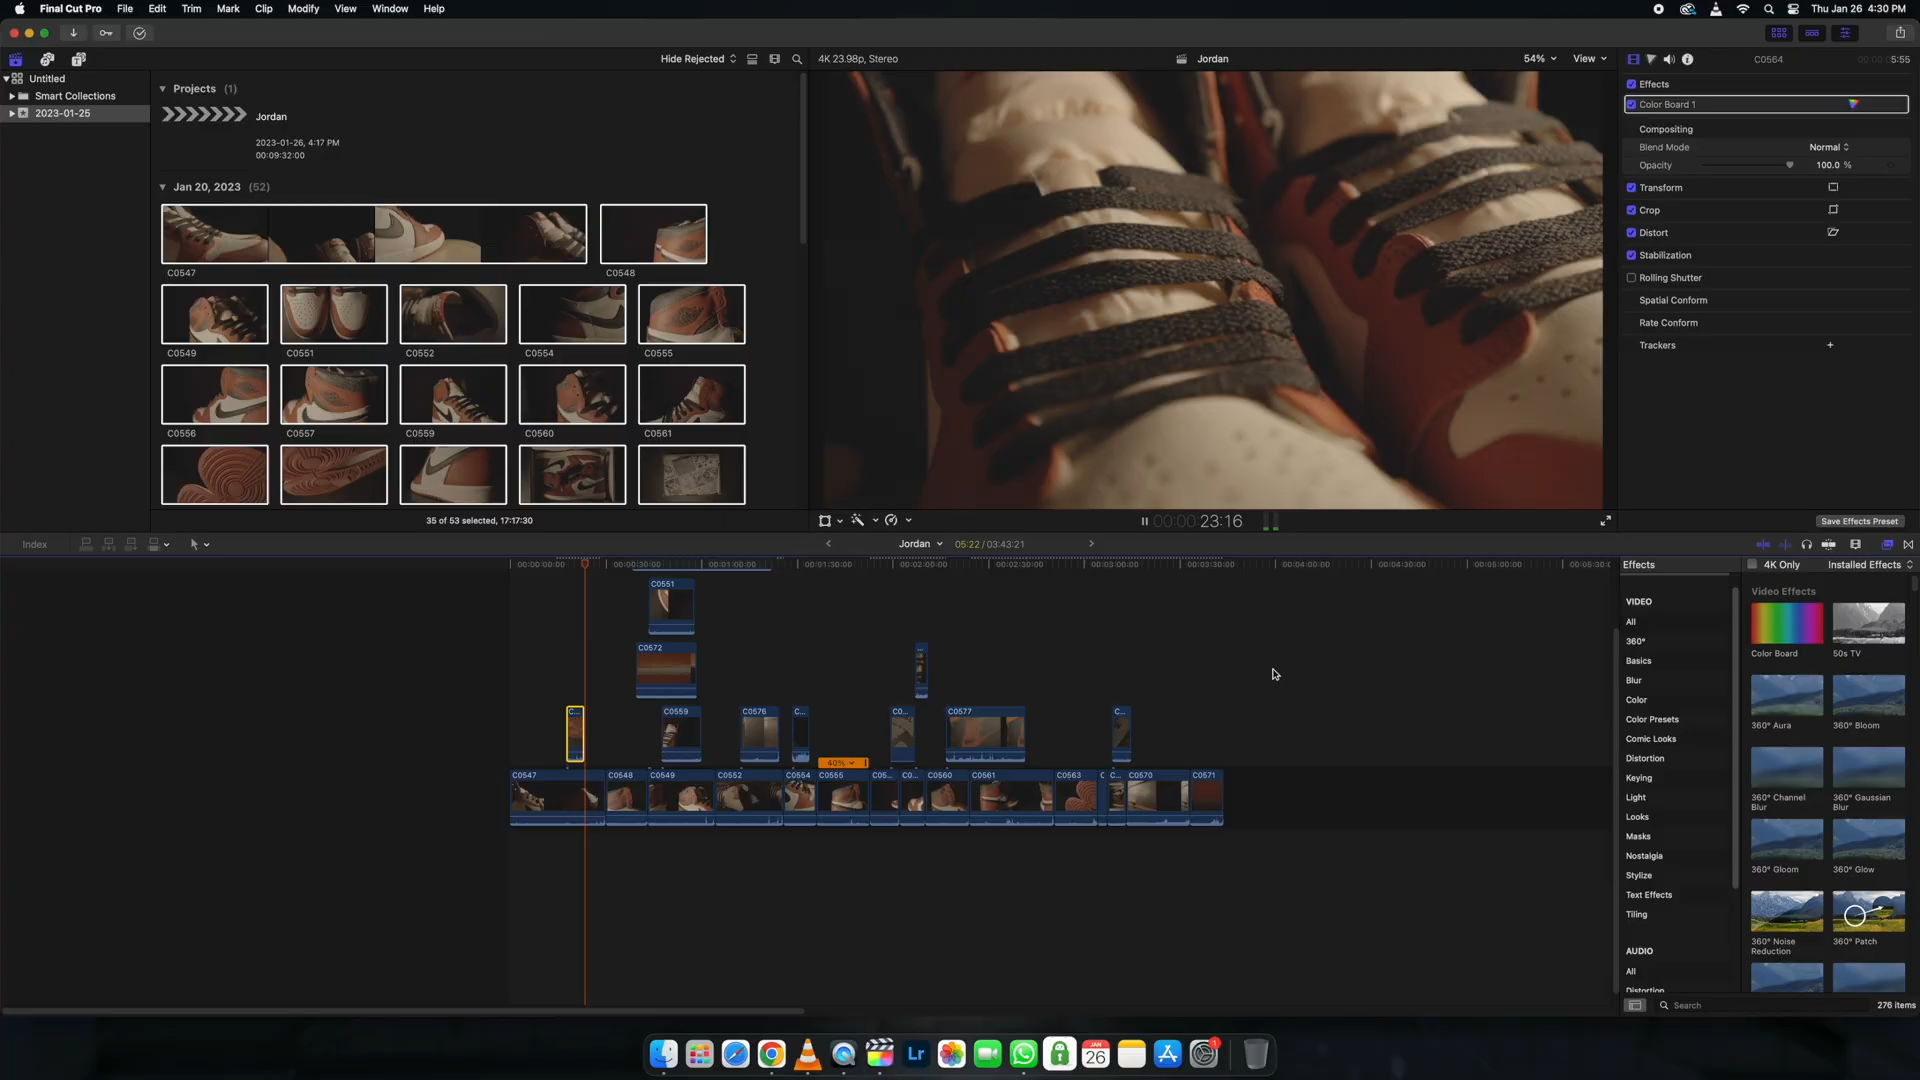 Final Cut Pro File Edit Trim Mark Clip Modify View Window Help
Thu Jan 26 4:30 PM
Hide Rejected
4K 23.98p, Stereo
Jordan
54%
View
C0564
5:55
Untitled
Smart Collections
2023-01-25
Projects (1)
Jordan
2023-01-26, 4:17 PM
00:09:32:00
Jan 20, 2023 (52)
C0547
C0548
C0549
C0551
C0552
C0554
C0555
C0556
C0557
C0559
C0560
C0561
35 of 53 selected, 17:17:30
00:00:00:23:16
Effects
Color Board 1
Compositing
Blend Mode
Normal
Opacity
100.0 %
Transform
Crop
Distort
Stabilization
Rolling Shutter
Spatial Conform
Rate Conform
Trackers
+
Save Effects Preset
Index
Jordan
05:22 / 03:43:21
00:00:00:00
00:00:30:00
00:01:00:00
00:01:30:00
00:02:00:00
00:02:30:00
00:03:00:00
00:03:30:00
00:04:00:00
00:04:30:00
00:05:00:00
C0551
C0572
...
C...
C0559
C0576
C...
C0...
C0577
C...
40%
C0547
C0548
C0549
C0552
C0554
C0555
C05...
C0...
C0560
C0561
C0563
C
C...
C0570
C0571
Effects
4K Only
Installed Effects
VIDEO
All
360°
Basics
Blur
Color
Color Presets
Comic Looks
Distortion
Keying
Light
Looks
Masks
Nostalgia
Stylize
Text Effects
Tiling
AUDIO
All
Distortion
Video Effects
Color Board
50s TV
360° Aura
360° Bloom
360° Channel
Blur
360° Gaussian
Blur
360° Gloom
360° Glow
360° Noise
Reduction
360° Patch
Search
276 items
Lr
JAN
26
1